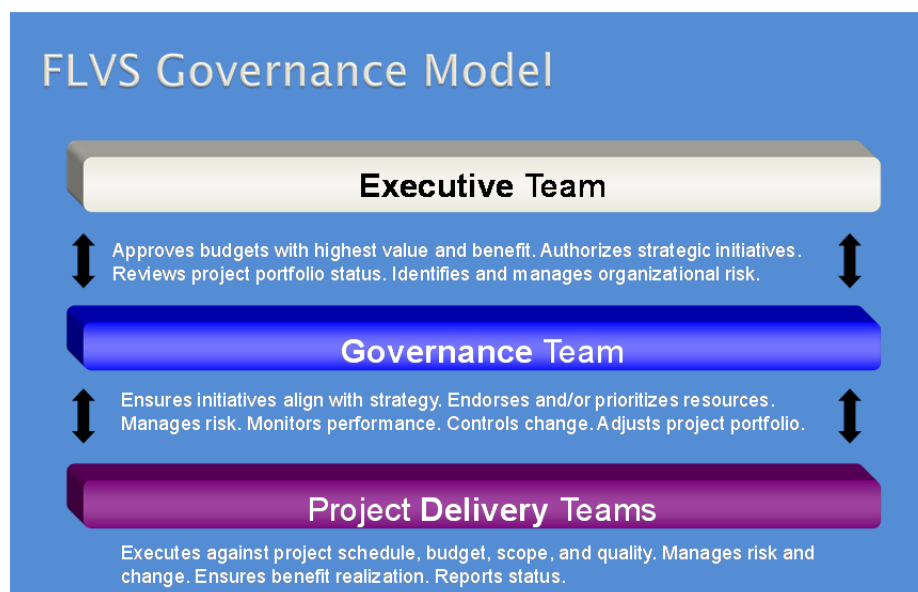 FLVS Governance Model
Executive Team
Approves budgets with highest value and benefit. Authorizes strategic initiatives.
Reviews project portfolio status. Identifies and manages organizational risk.
Governance Team
Ensures initiatives align with strategy. Endorses and/or prioritizes resources.
Manages risk. Monitors performance. Controls change. Adjusts project portfolio.
Project Delivery Teams
Executes against project schedule, budget, scope, and quality. Manages risk and
change. Ensures benefit realization. Reports status.